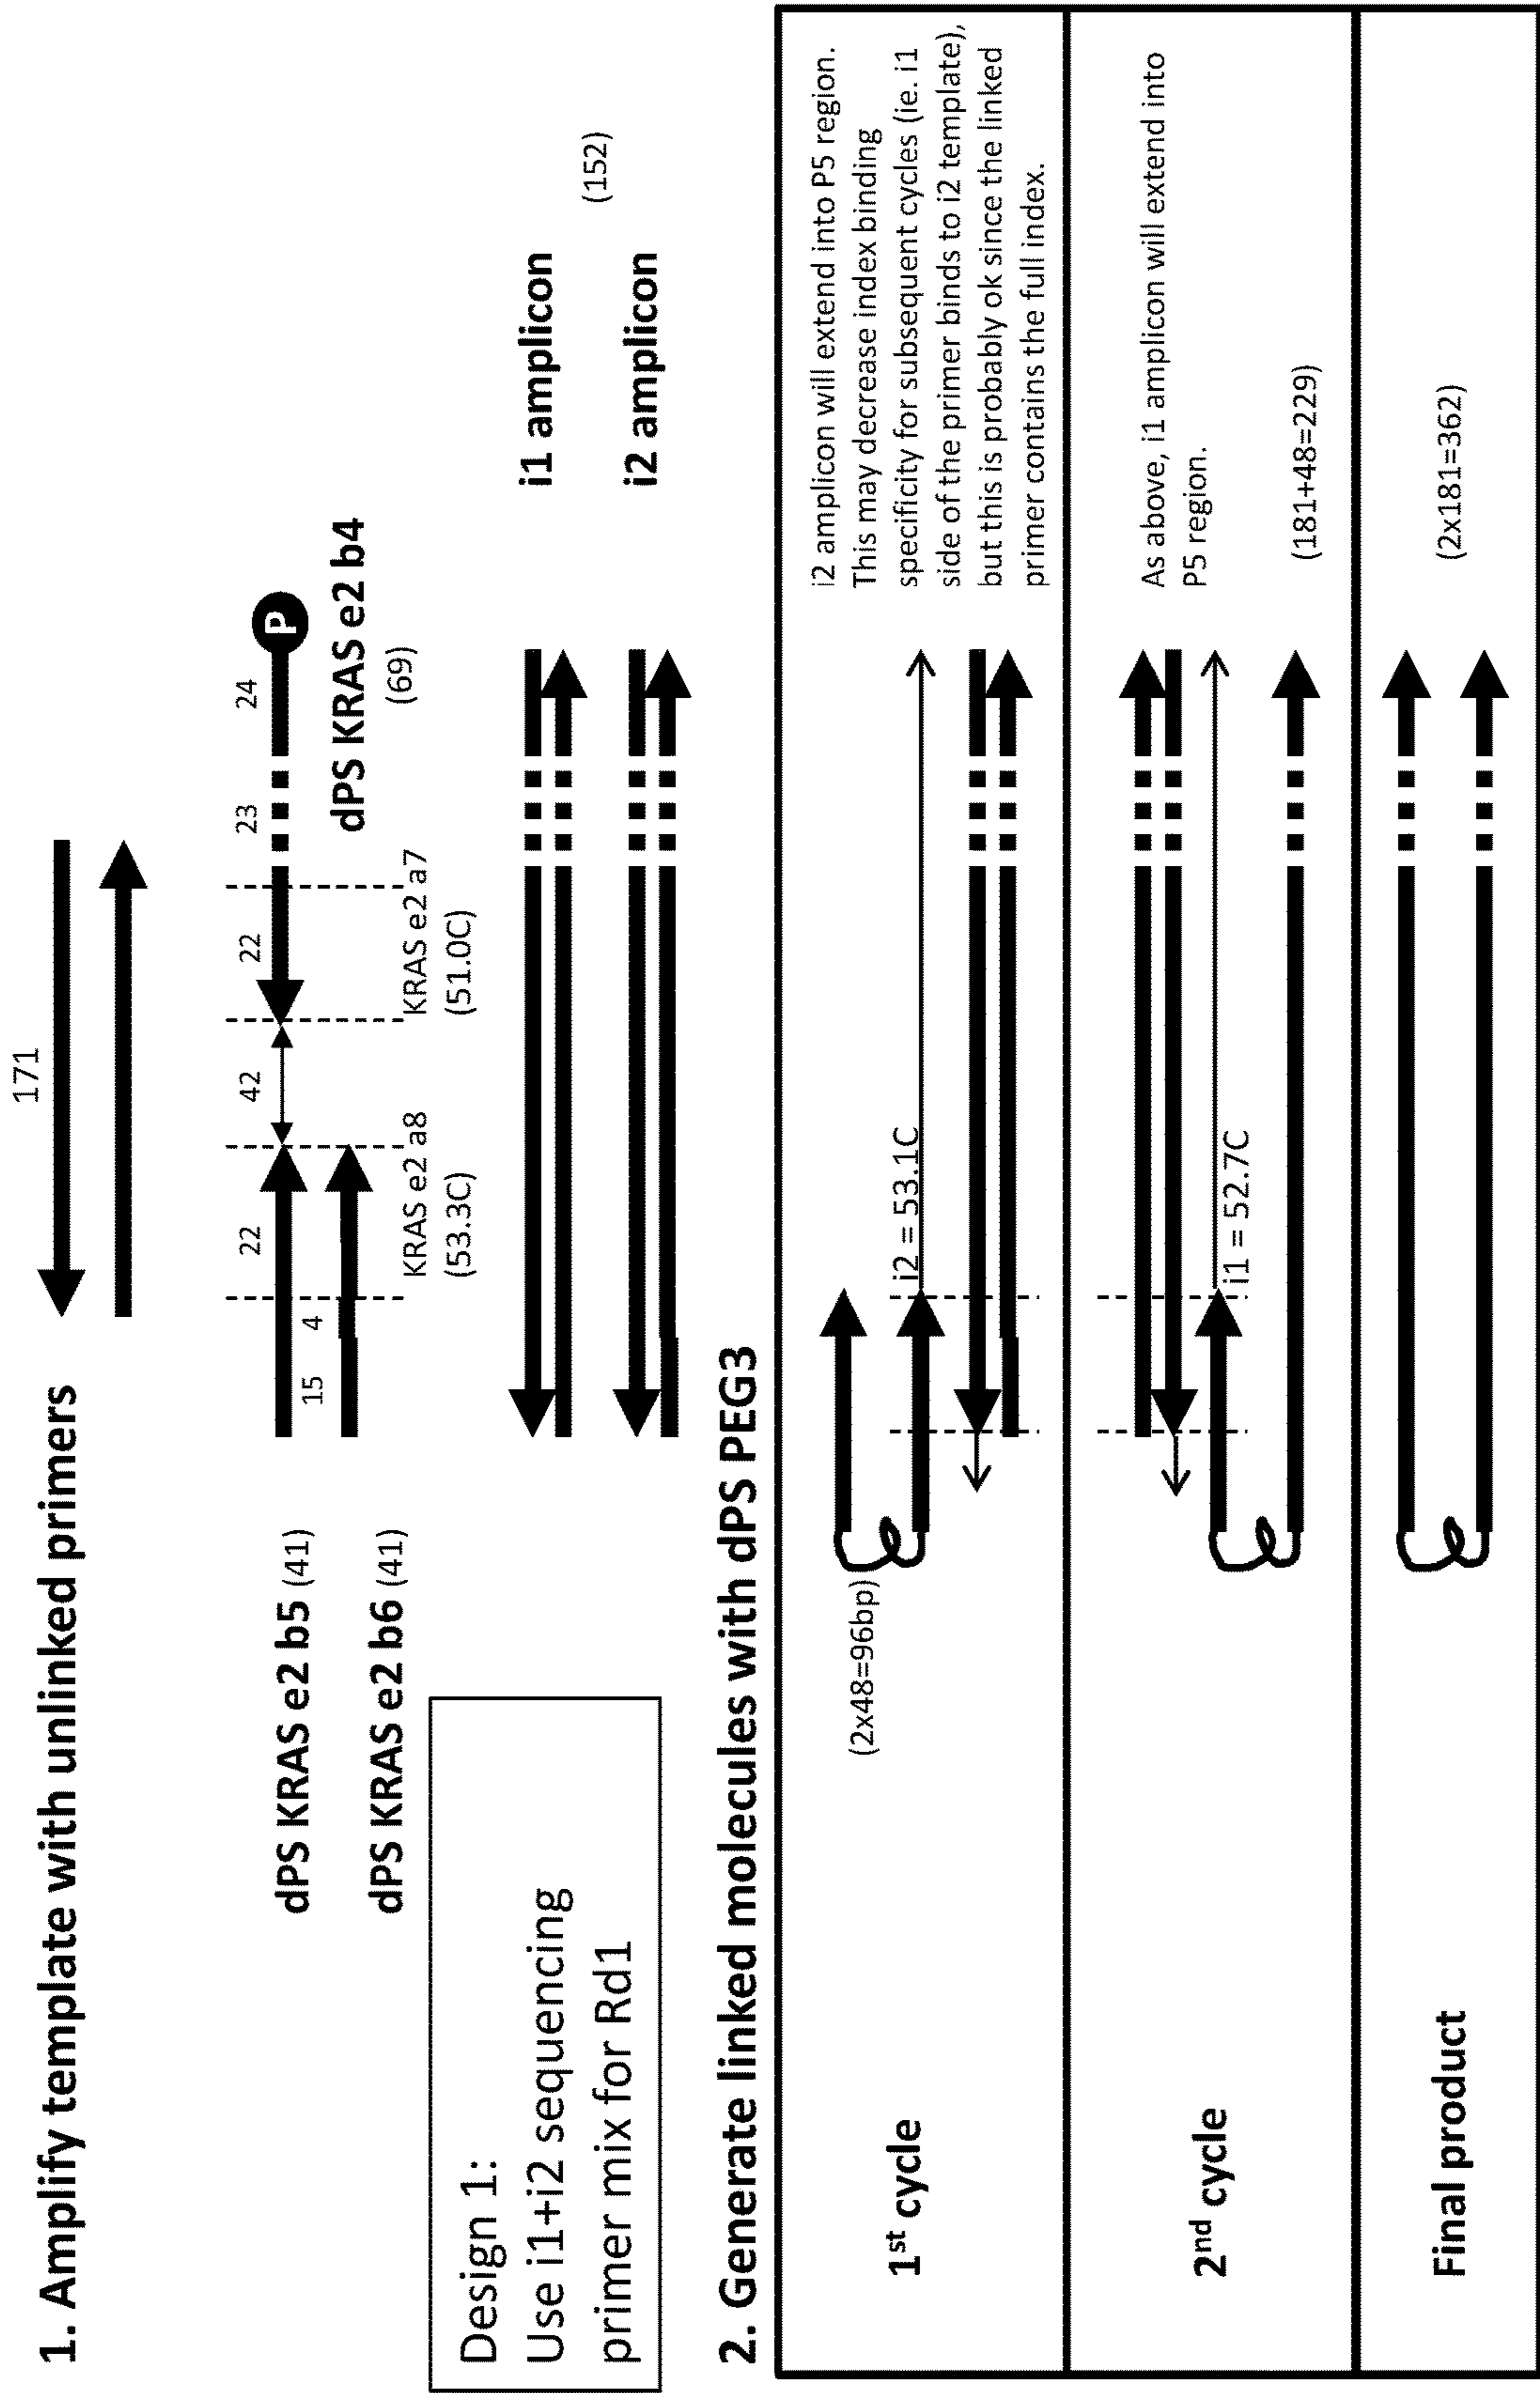 1. Amplify template with unlinked primers
171
dPS KRAS e2 b5 (41)
dPS KRAS e2 b6 (41)
15
4
22
42
22
23
24
P
KRAS e2 a8
(53.3C)
KRAS e2 a7
(51.0C)
dPS KRAS e2 b4
(69)
Design 1:
Use i1+i2 sequencing
primer mix for Rd1
i1 amplicon
(152)
i2 amplicon
2. Generate linked molecules with dPS PEG3
1st cycle
(2x48=96bp)
i2 = 53.1C
i2 amplicon will extend into P5 region.
This may decrease index binding
specificity for subsequent cycles (ie. i1
side of the primer binds to i2 template),
but this is probably ok since the linked
primer contains the full index.
2nd cycle
i1 = 52.7C
As above, i1 amplicon will extend into
P5 region.
(181+48=229)
Final product
(2x181=362)